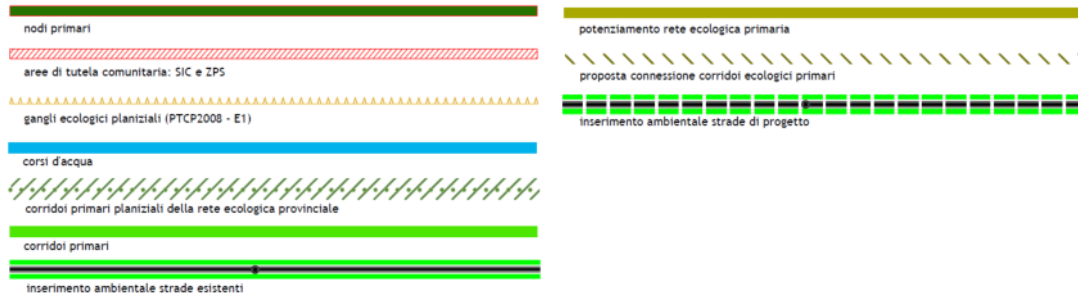 nodi primari
aree di tutela comunitaria: SIC e ZPS
gangli ecologici planiziali (PTCP2008 - E1)
corsi d'acqua
corridoi primari planiziali della rete ecologica provinciale
corridoi primari
inserimento ambientale strade esistenti
potenziamento rete ecologica primaria
proposta connessione corridoi ecologici primari
inserimento ambientale strade di progetto